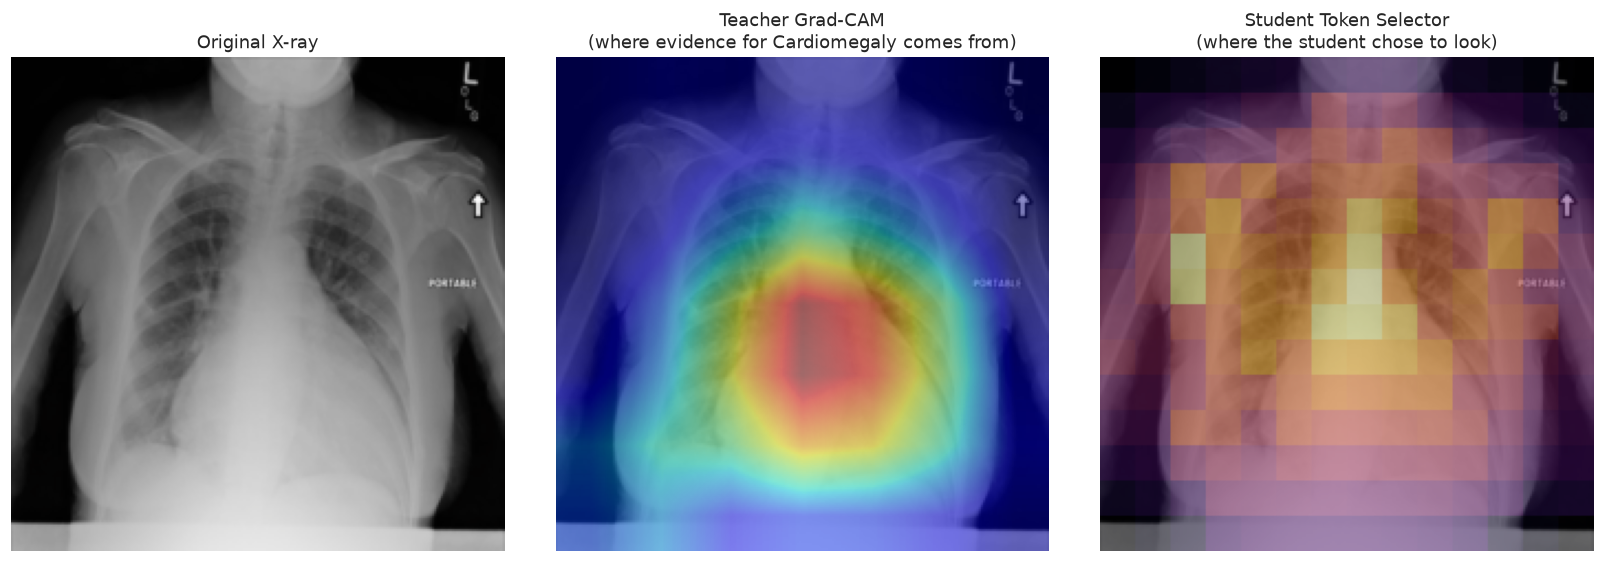 Original X-ray
Teacher Grad-CAM
(where evidence for Cardiomegaly comes from)
Student Token Selector
(where the student chose to look)
L
PORTABLE
L
PORTABLE
L
PORTABLE